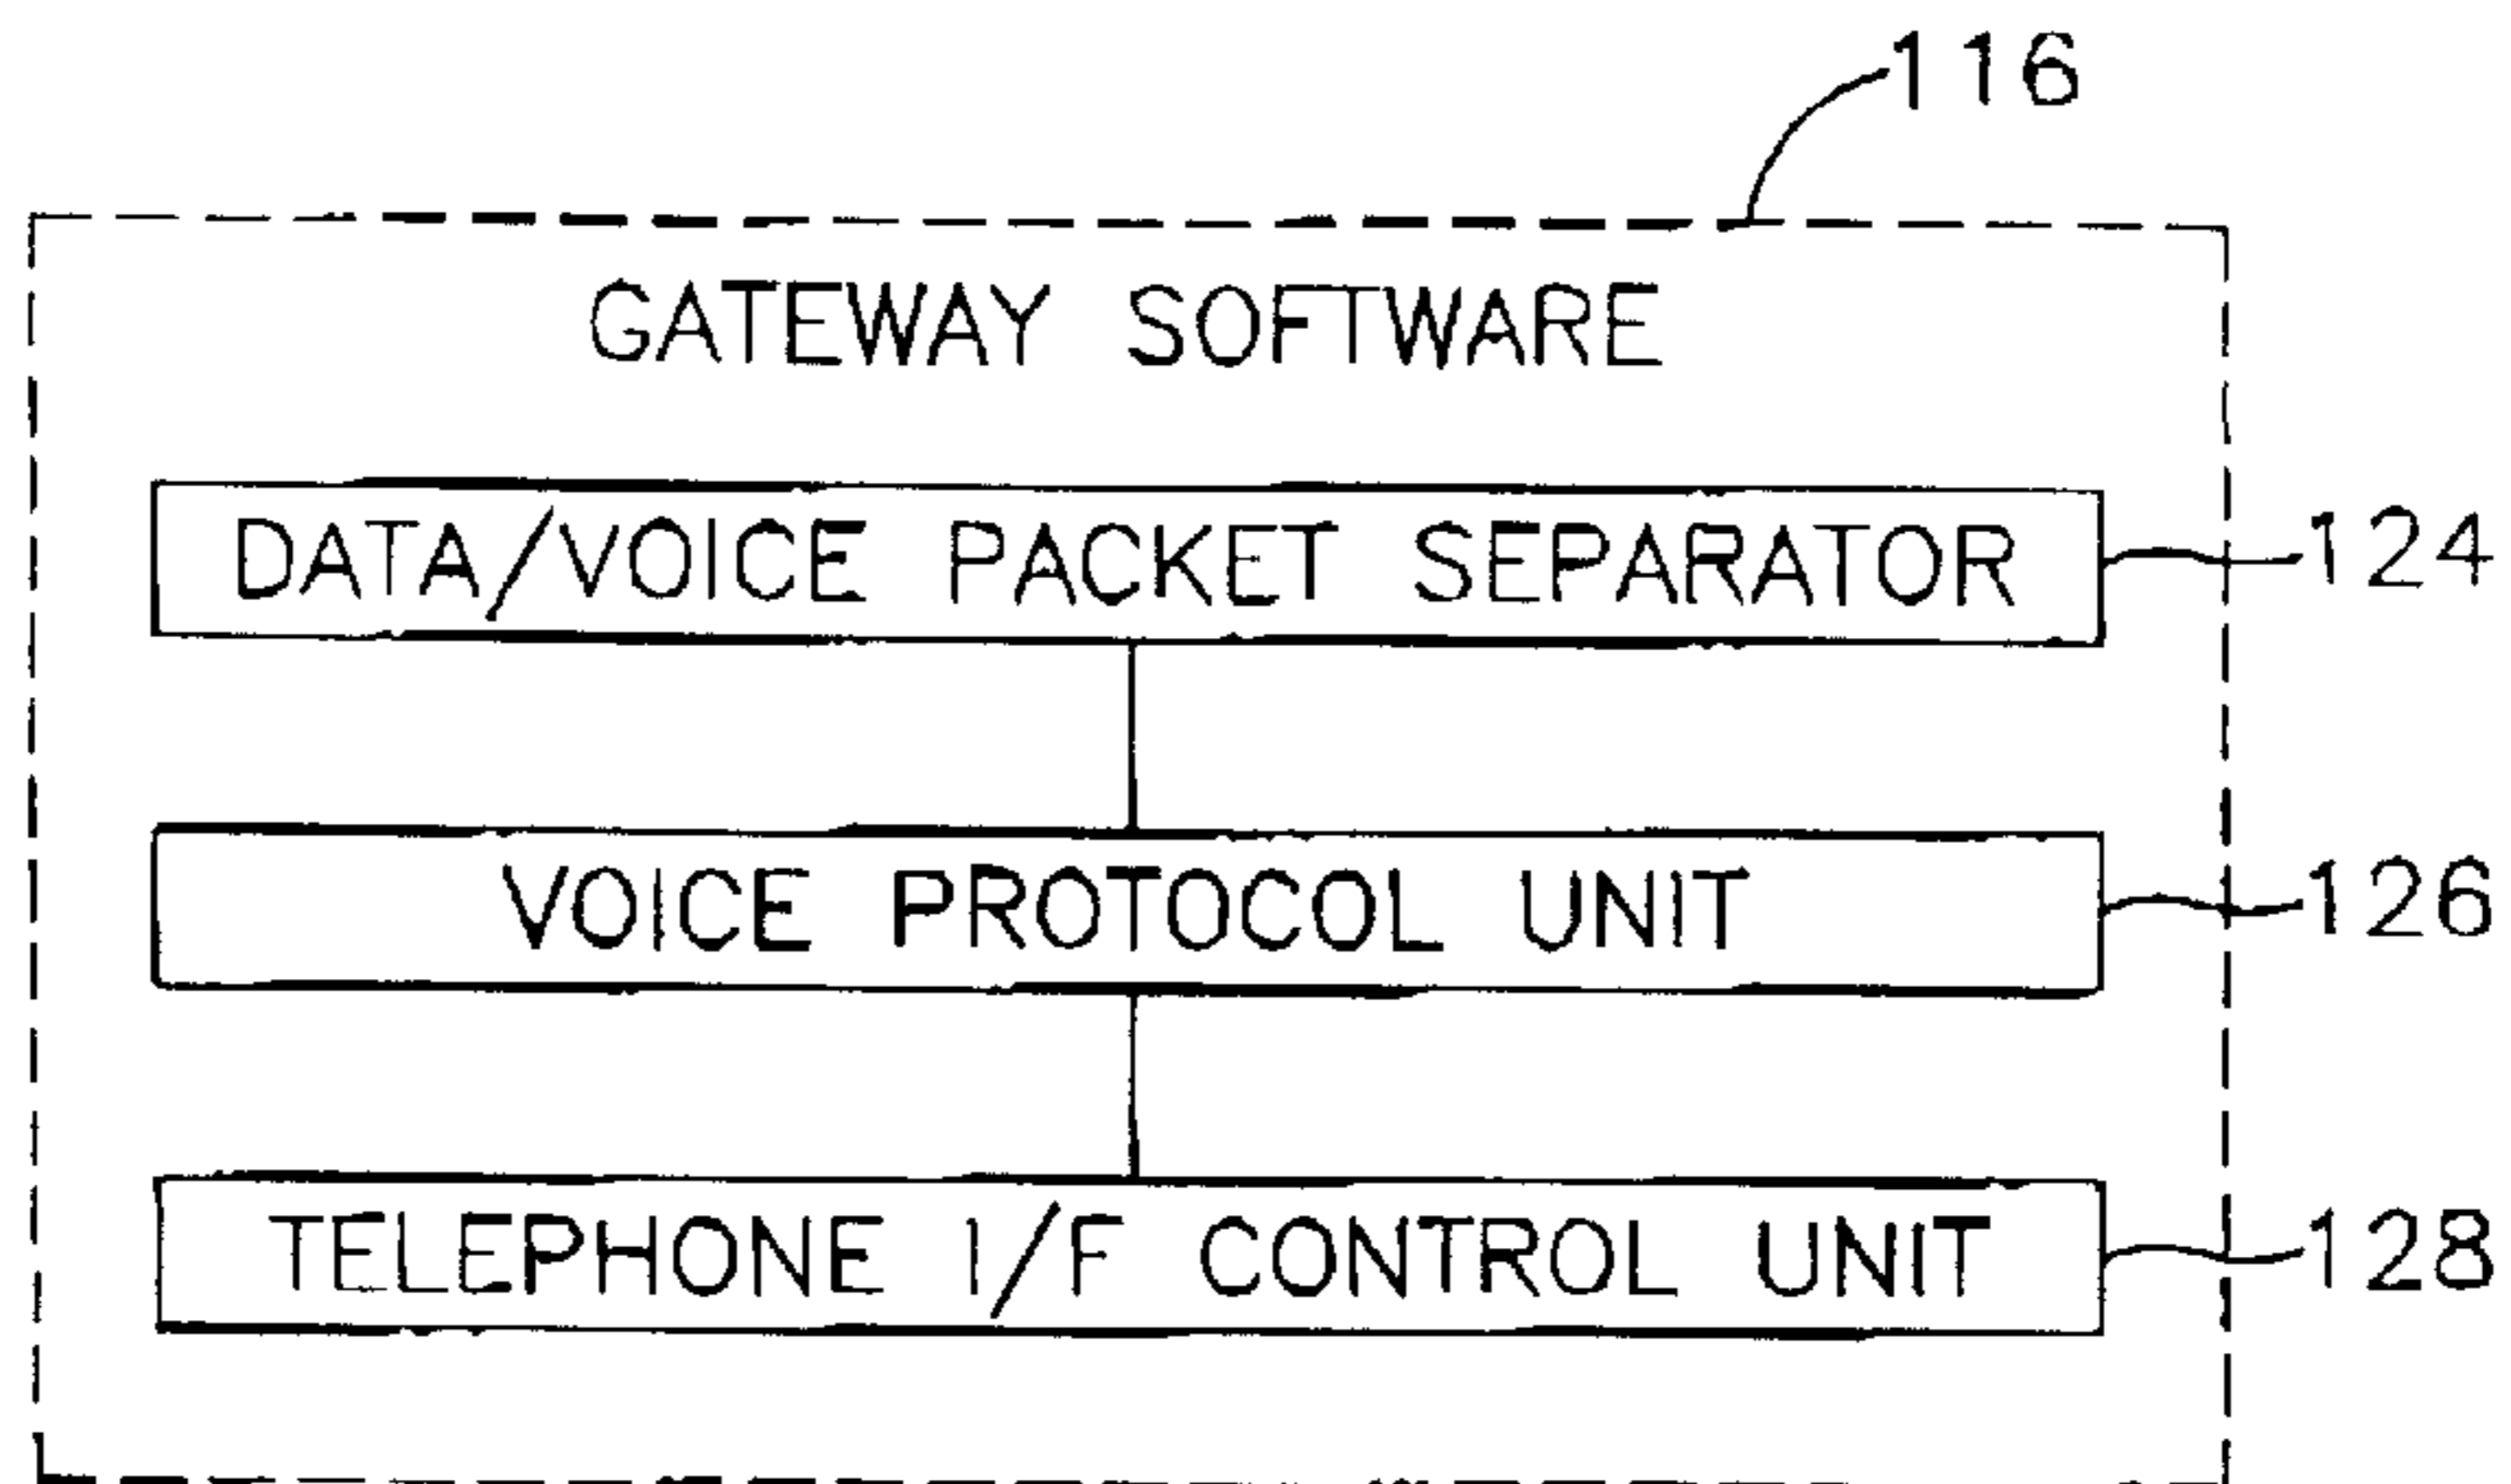 116
GATEWAY SOFTWARE
DATA/VOICE PACKET SEPARATOR
124
VOICE PROTOCOL UNIT
126
TELEPHONE I/F CONTROL UNIT
128